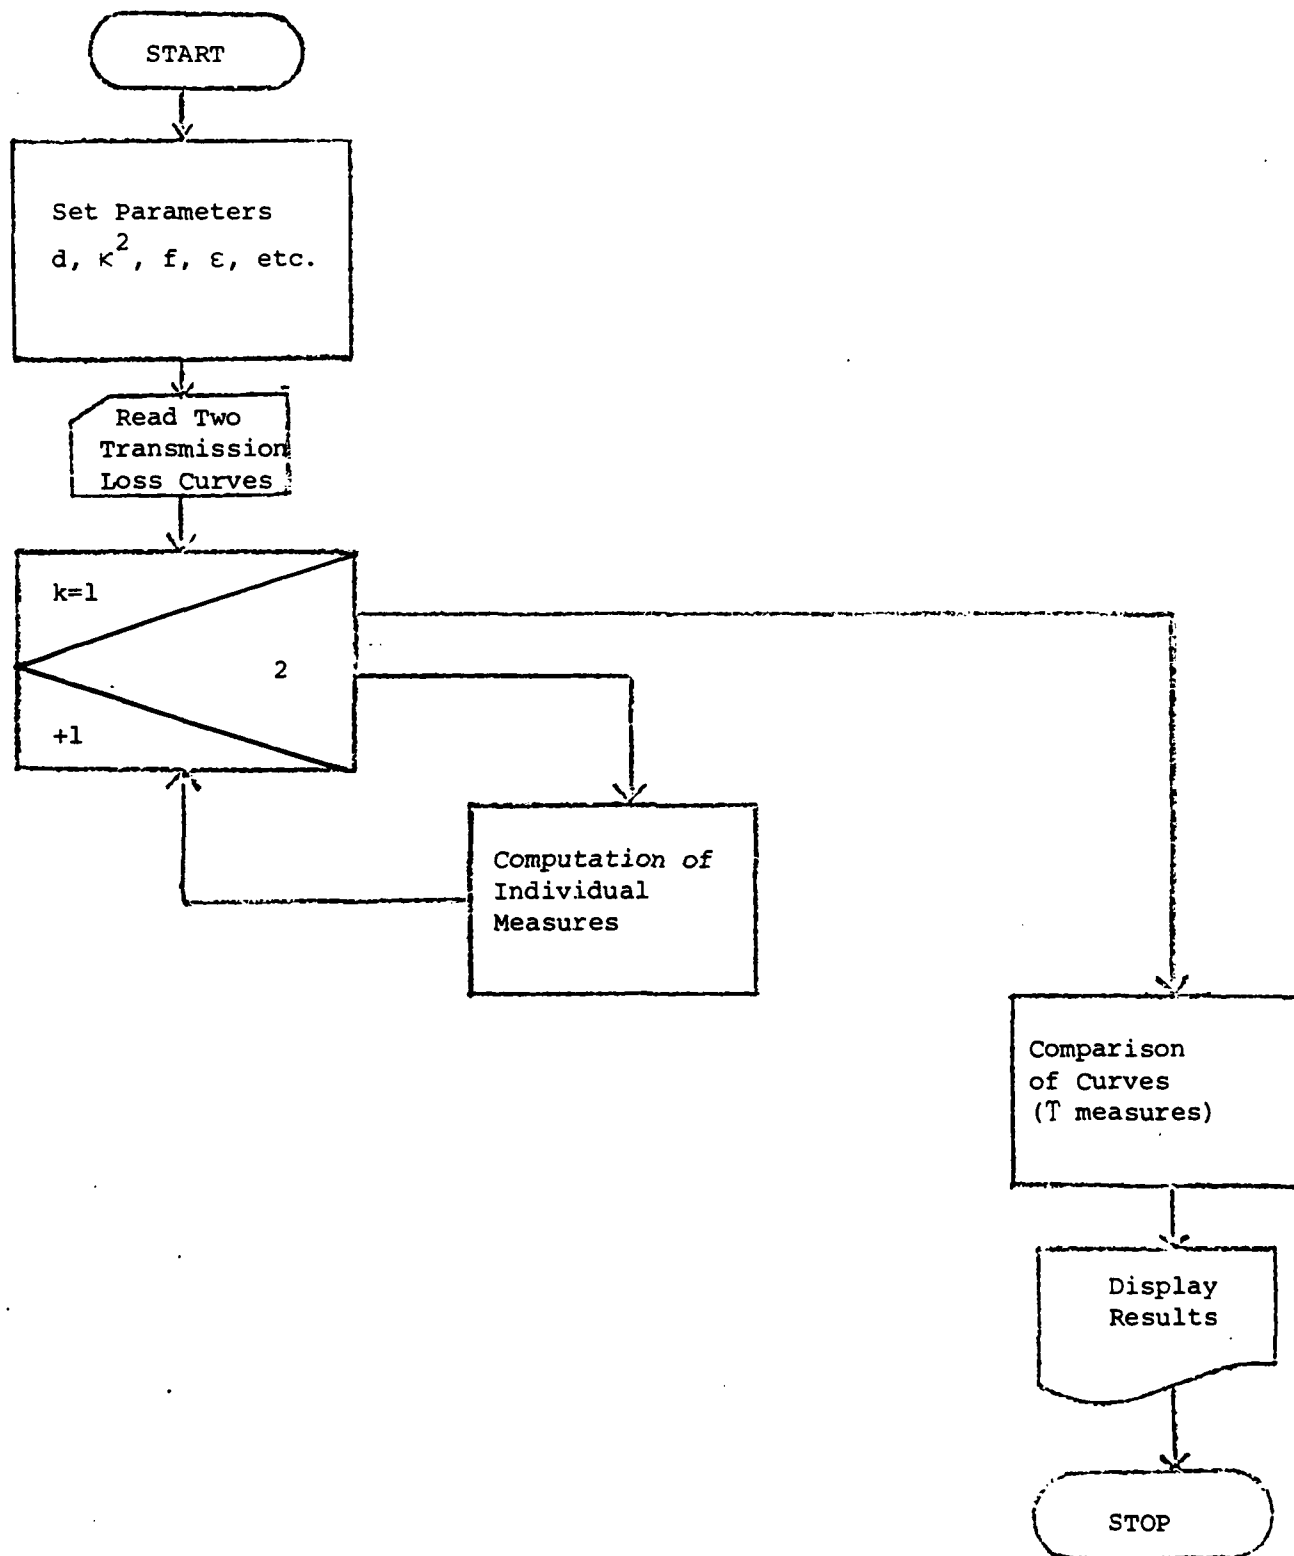 START
Set Parameters
d, κ², f, ε, etc.
Read Two
Transmission
Loss Curves
k=1
2
+1
Computation of
Individual
Measures
Comparison
of Curves
(T measures)
Display
Results
STOP